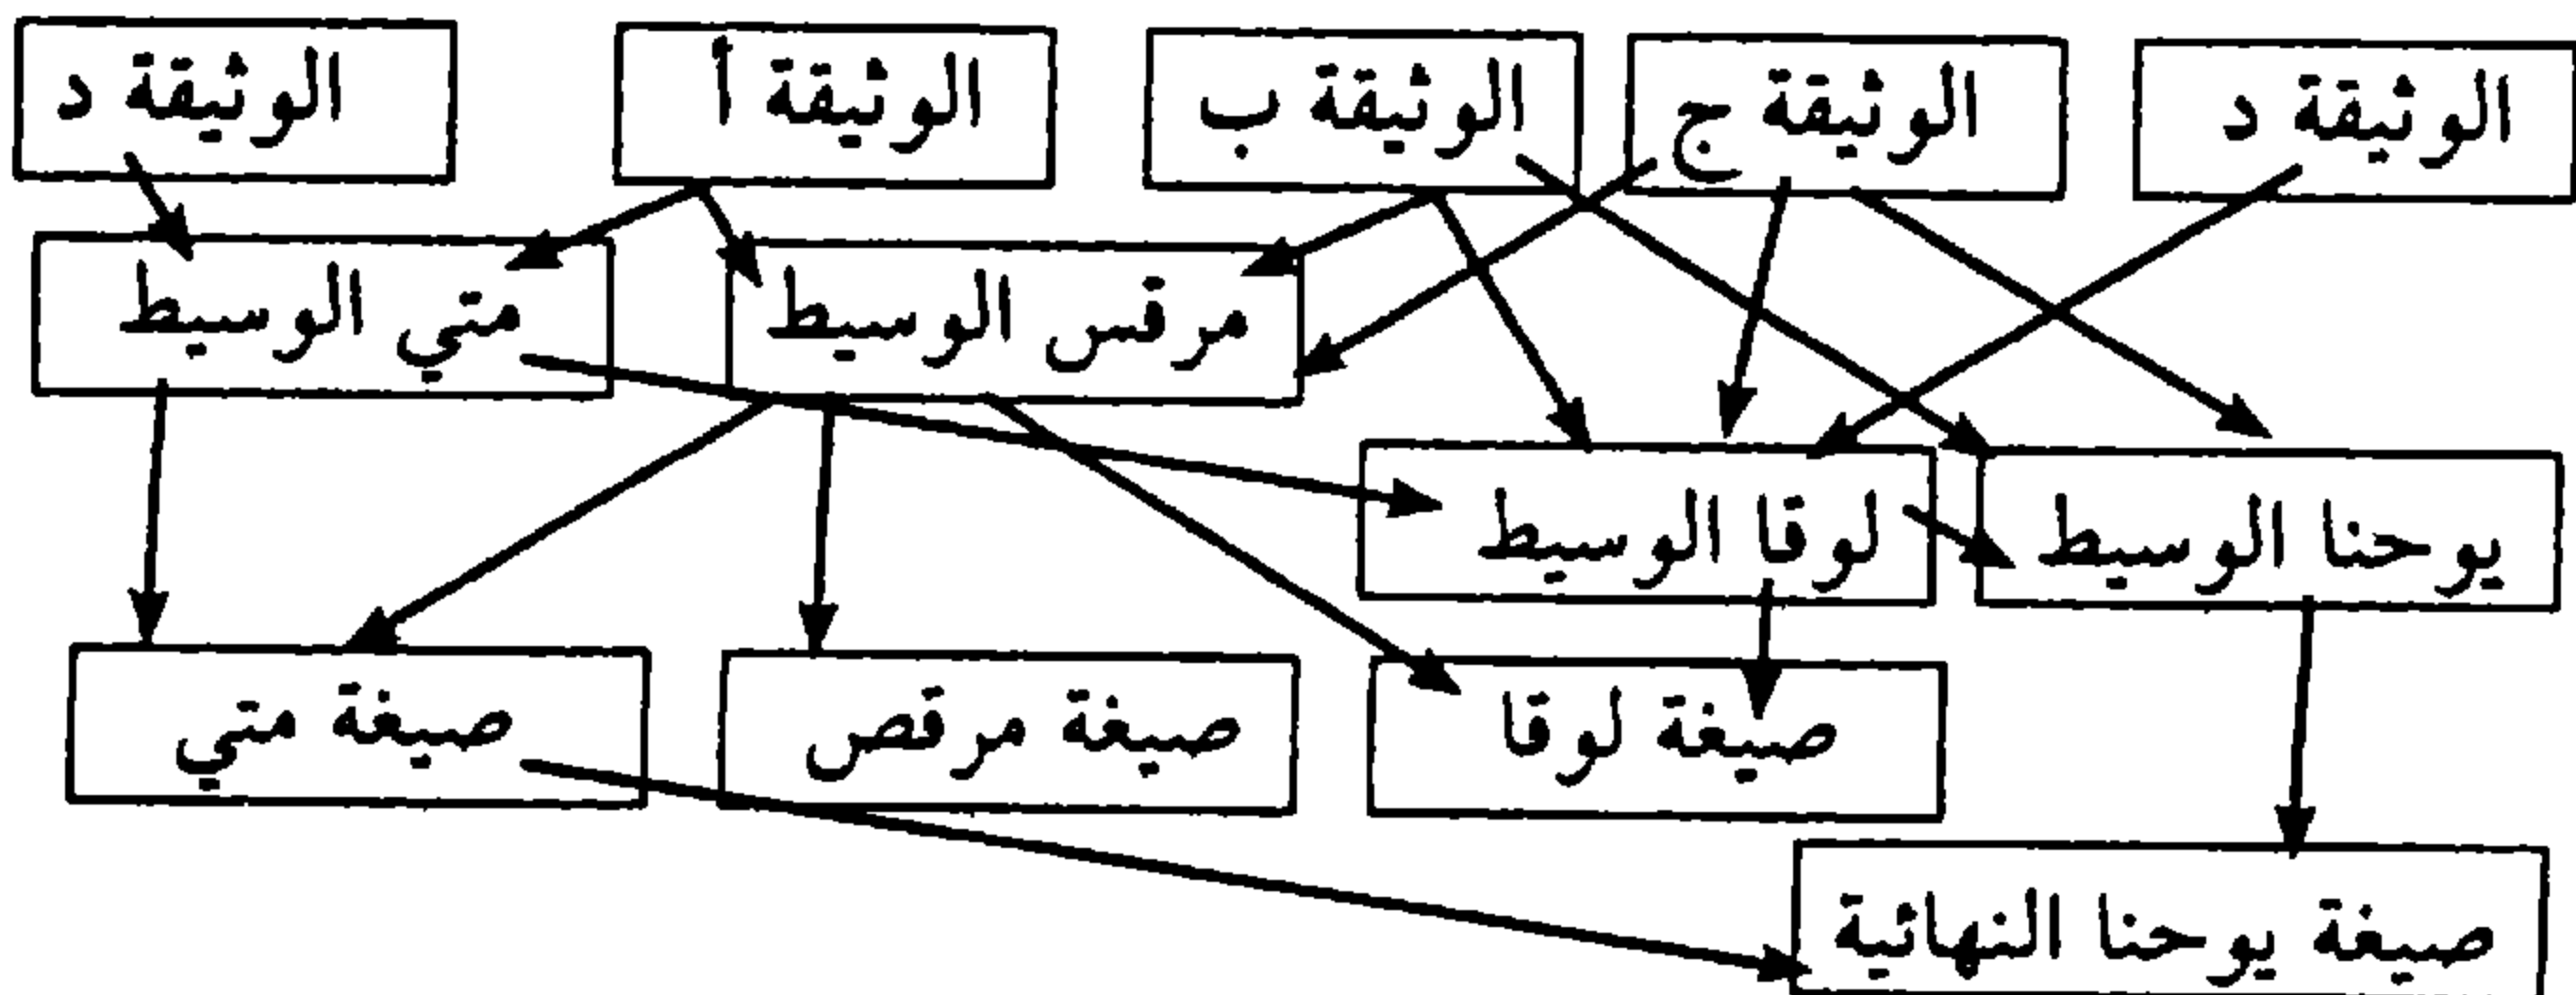 الوثيقة د
الوثيقة ج
الوثيقة ب
الوثيقة أ
الوثيقة د
مرقس الوسيط
متي الوسيط
يوحنا الوسيط
لوقا الوسيط
صيغة لوقا
صيغة مرقص
صيغة متي
صيغة يوحنا النهائية